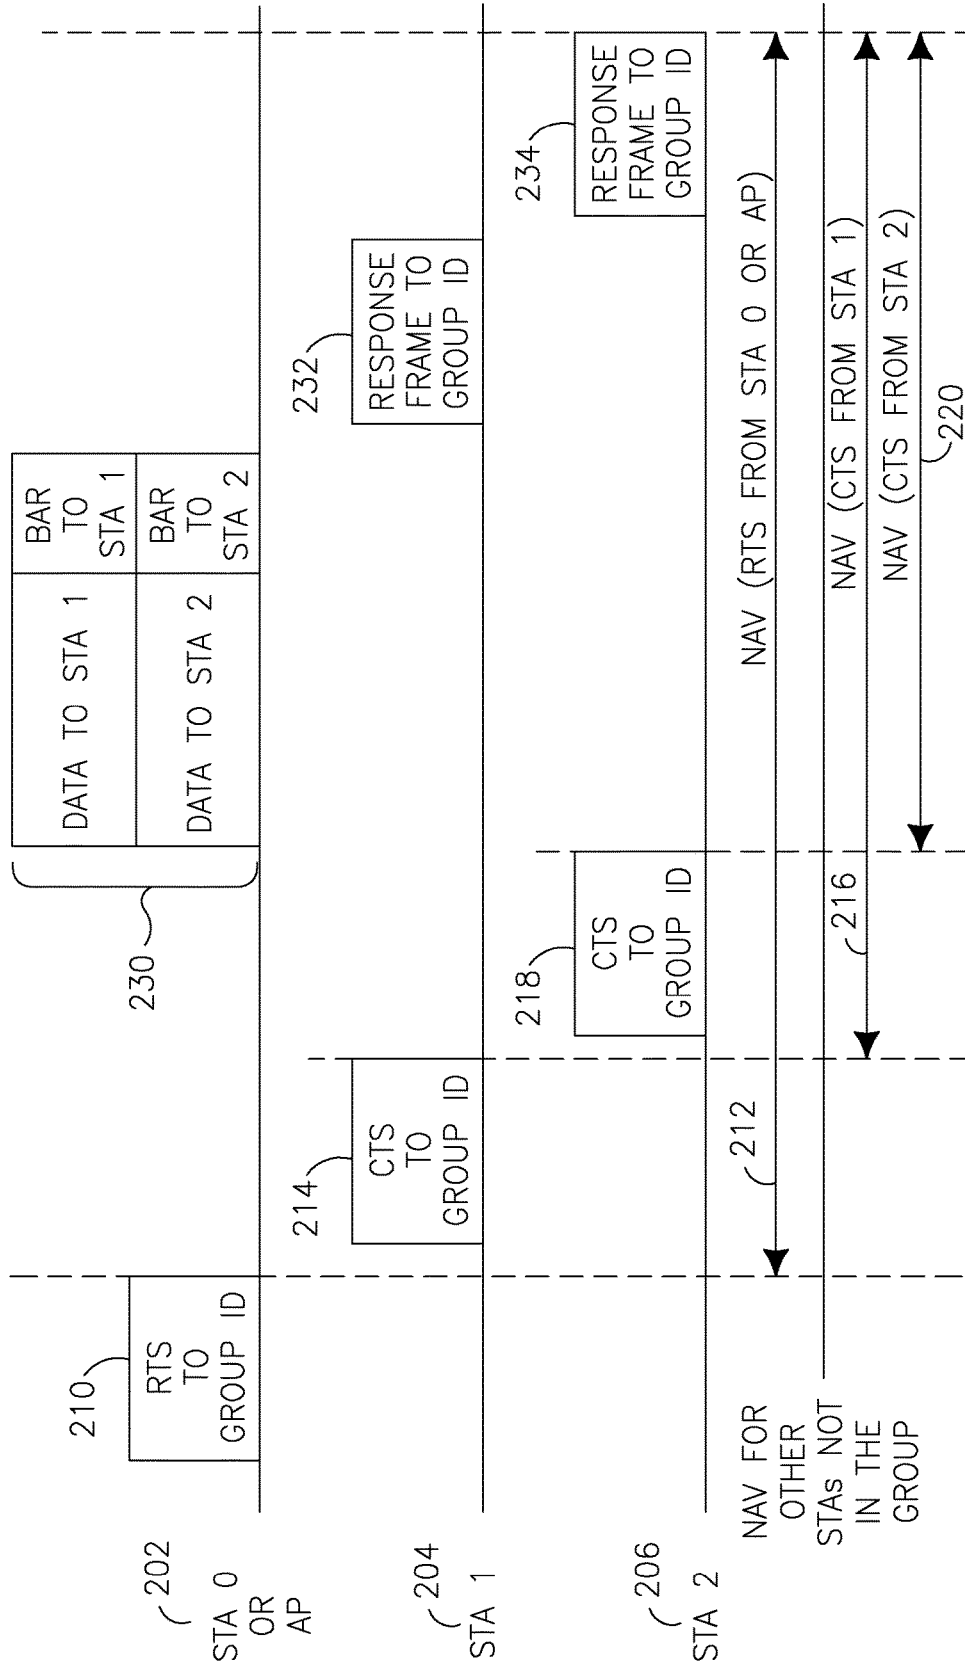 202
STA 0
OR
AP
210
RTS
TO
GROUP ID
230
DATA TO STA 1
BAR
TO
STA 1
DATA TO STA 2
BAR
TO
STA 2
204
STA 1
214
CTS
TO
GROUP ID
232
RESPONSE
FRAME TO
GROUP ID
206
STA 2
218
CTS
TO
GROUP ID
234
RESPONSE
FRAME TO
GROUP ID
NAV FOR
OTHER
STAs NOT
IN THE
GROUP
212
NAV (RTS FROM STA 0 OR AP)
216
NAV (CTS FROM STA 1)
NAV (CTS FROM STA 2)
220